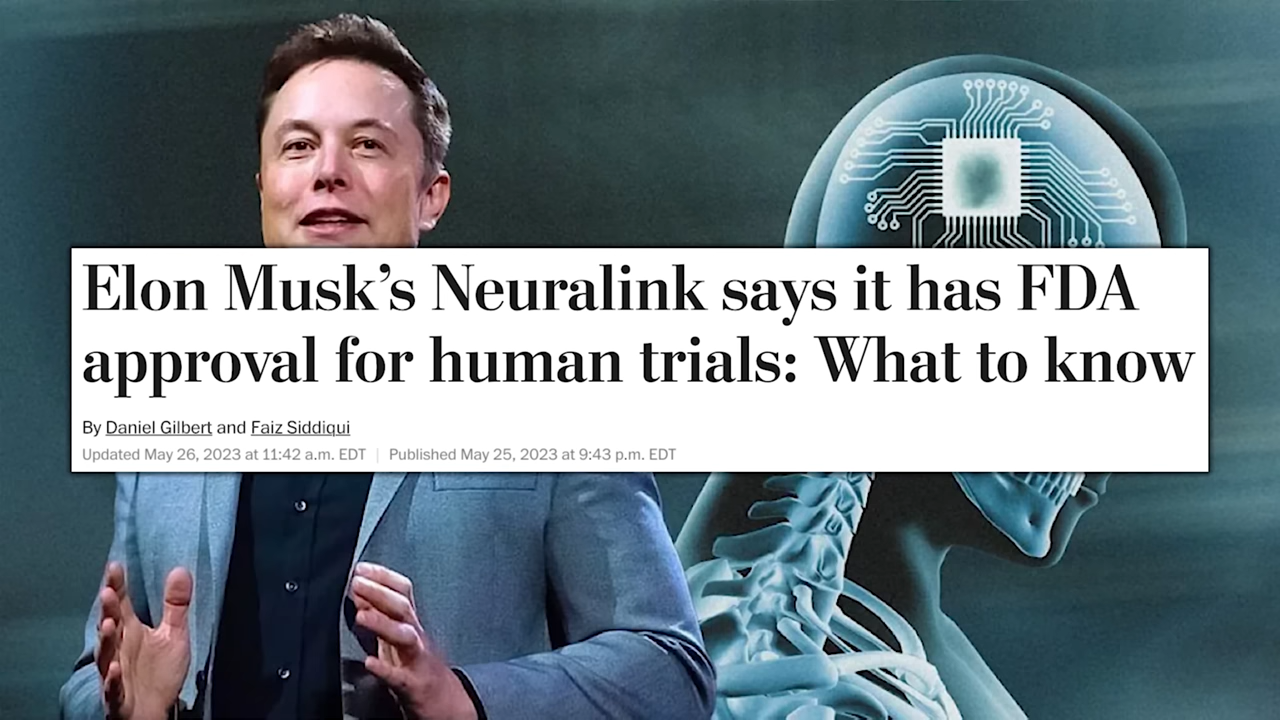 Elon Musk’s Neuralink says it has FDA
approval for human trials: What to know
By Daniel Gilbert and Faiz Siddiqui
Updated May 26, 2023 at 11:42 a.m. EDT | Published May 25, 2023 at 9:43 p.m. EDT